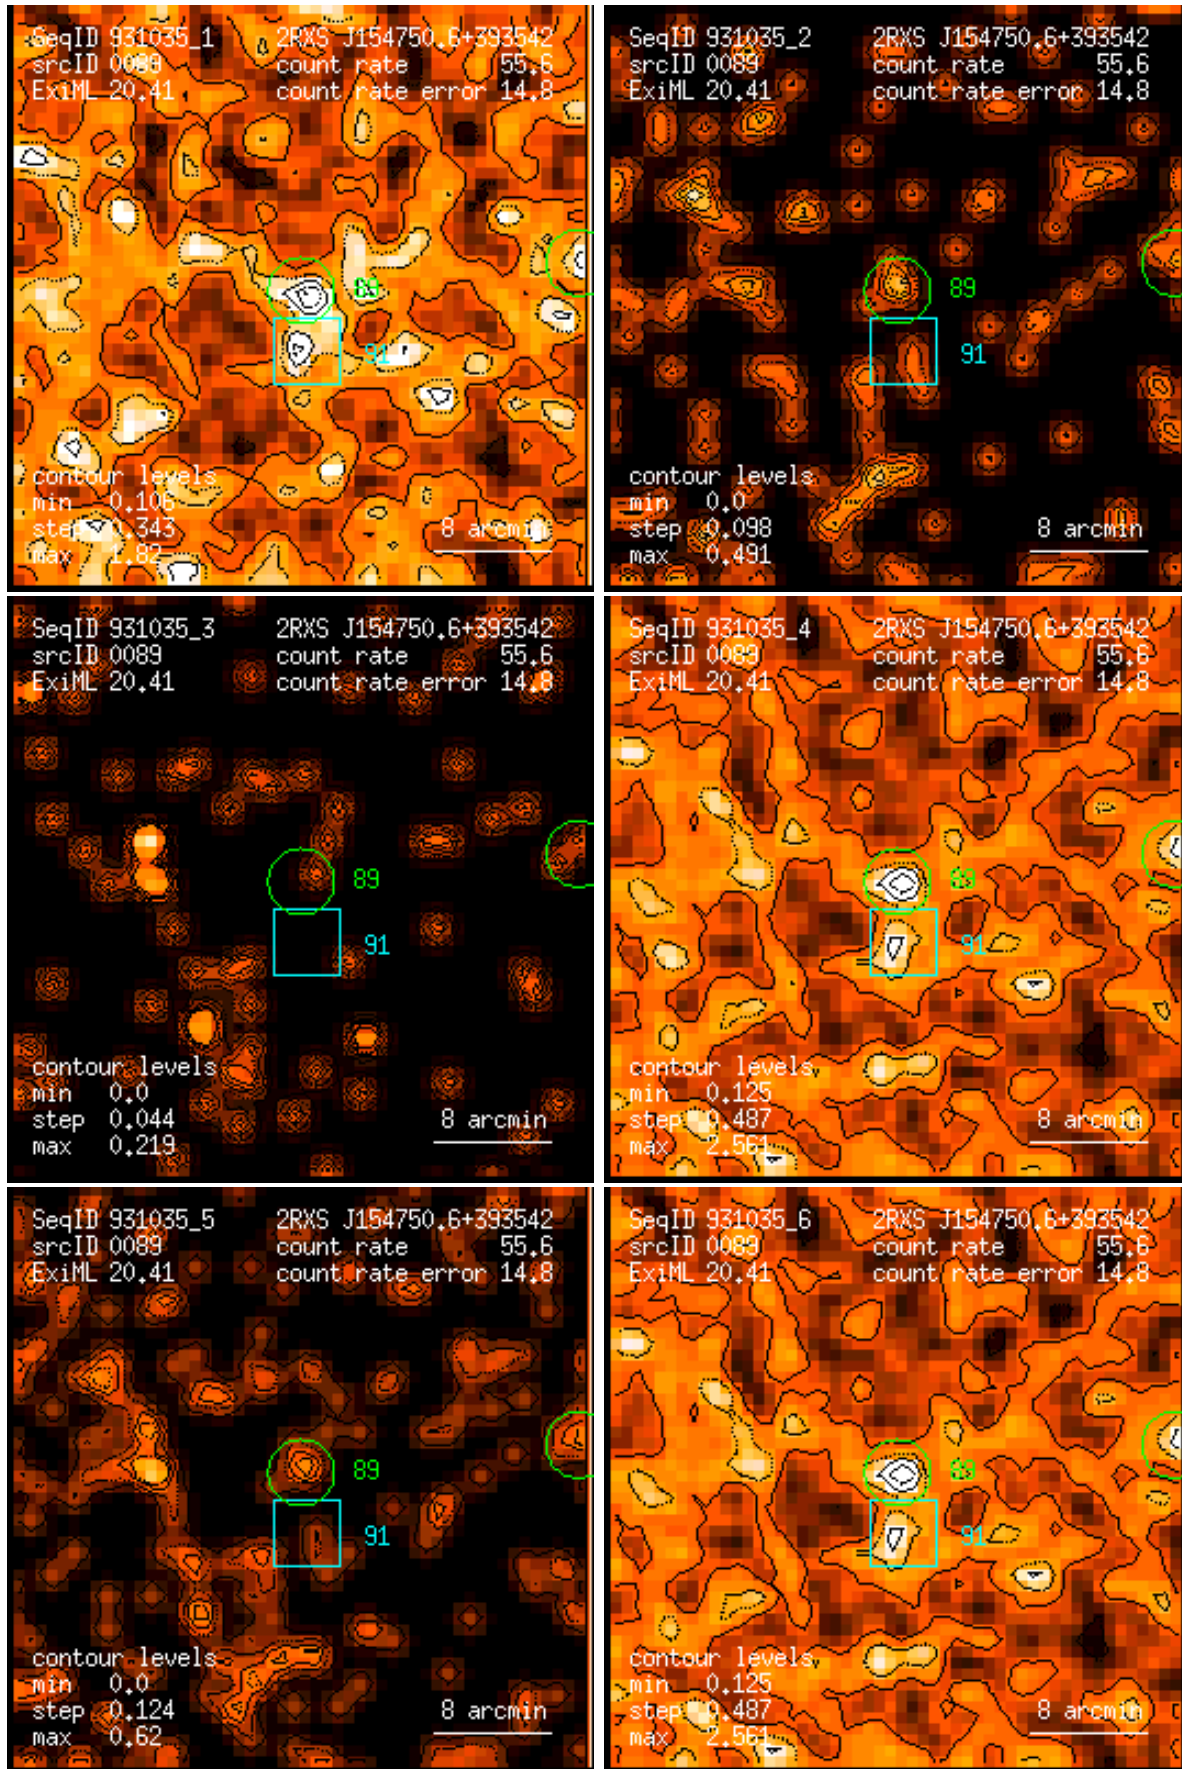 SeqID 931035_1 2RXS J154750.6+393542
srcID 0089 count rate 55.6
ExiML 20.41 count rate error 14.8
89
91
contour levels
min 0.106
step 0.343
max 1.82
8 arcmin
SeqID 931035_2 2RXS J154750.6+393542
srcID 0089 count rate 55.6
ExiML 20.41 count rate error 14.8
89
91
contour levels
min 0.0
step 0.098
max 0.491
8 arcmin
SeqID 931035_3 2RXS J154750.6+393542
srcID 0089 count rate 55.6
ExiML 20.41 count rate error 14.8
89
91
contour levels
min 0.0
step 0.044
max 0.219
8 arcmin
SeqID 931035_4 2RXS J154750.6+393542
srcID 0089 count rate 55.6
ExiML 20.41 count rate error 14.8
89
91
contour levels
min 0.125
step 0.487
max 2.561
8 arcmin
SeqID 931035_5 2RXS J154750.6+393542
srcID 0089 count rate 55.6
ExiML 20.41 count rate error 14.8
89
91
contour levels
min 0.0
step 0.124
max 0.62
8 arcmin
SeqID 931035_6 2RXS J154750.6+393542
srcID 0089 count rate 55.6
ExiML 20.41 count rate error 14.8
89
91
contour levels
min 0.125
step 0.487
max 2.561
8 arcmin